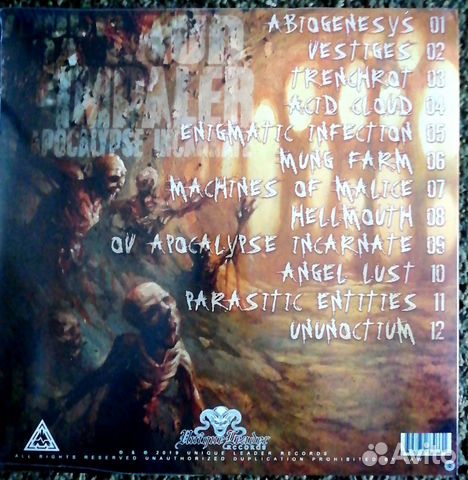 IMPALER
APOCALYPSE INCARNATE
ABIOGENESYS 01
VESTIGES 02
TRENCHROT 03
ACID CLOUD 04
ENIGMATIC INFECTION 05
MUNG FARM 06
MACHINES OF MALICE 07
HELLMOUTH 08
OV APOCALYPSE INCARNATE 09
ANGEL LUST 10
PARASITIC ENTITIES 11
UNUNOCTIUM 12
Unique Leader
RECORDS
℗ & © 2019 UNIQUE LEADER RECORDS
ALL RIGHTS RESERVED UNAUTHORIZED DUPLICATION PROHIBITED
Avito